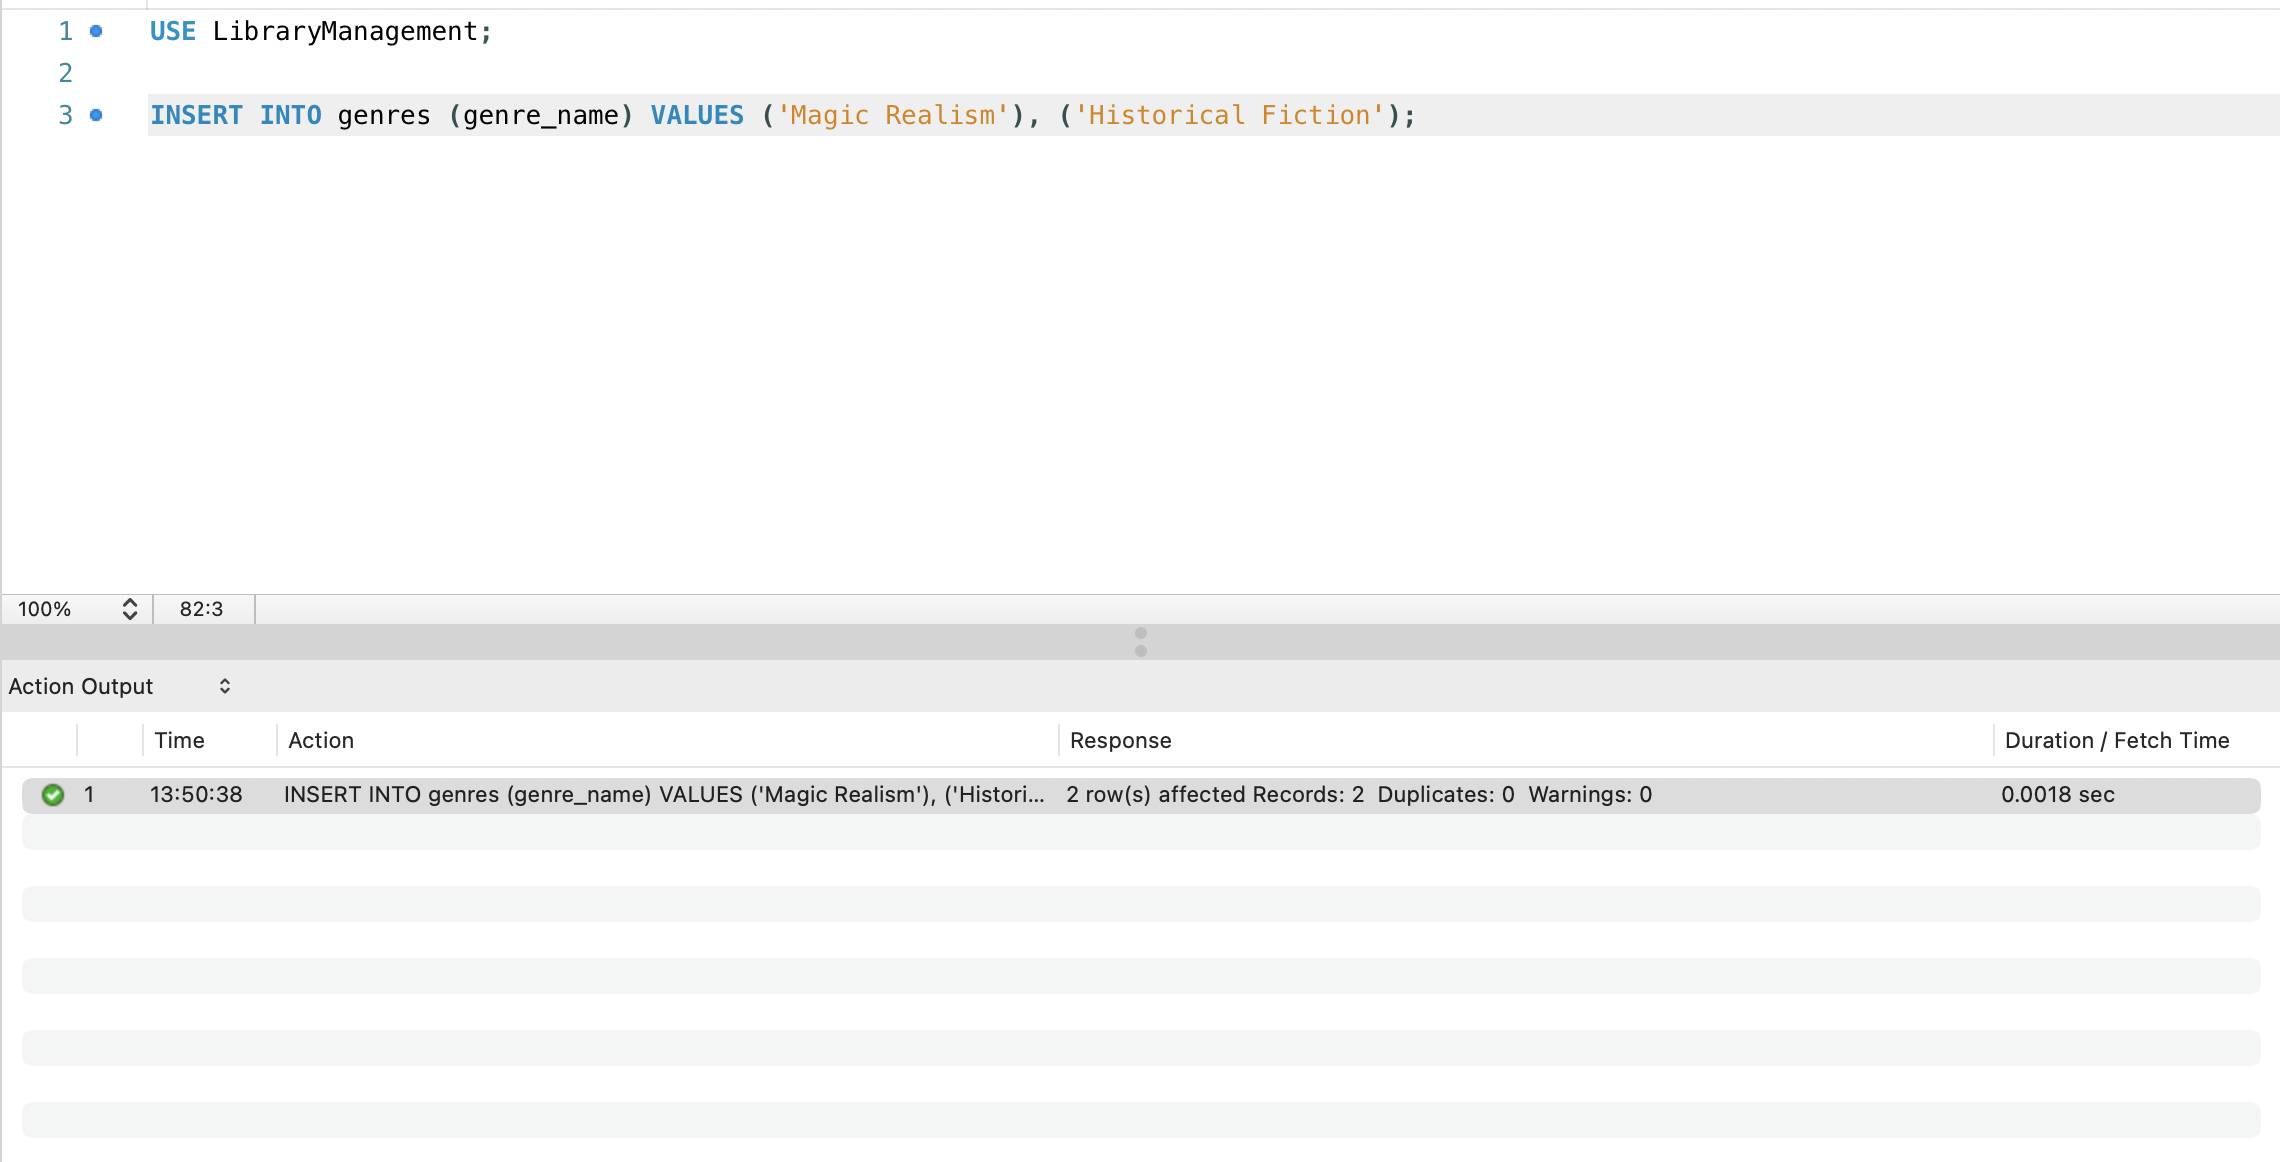 1 USE LibraryManagement;
2
3 INSERT INTO genres (genre_name) VALUES ('Magic Realism'), ('Historical Fiction');
100% 82:3
Action Output
Time Action Response Duration / Fetch Time
1 13:50:38 INSERT INTO genres (genre_name) VALUES ('Magic Realism'), ('Histori... 2 row(s) affected Records: 2 Duplicates: 0 Warnings: 0 0.0018 sec